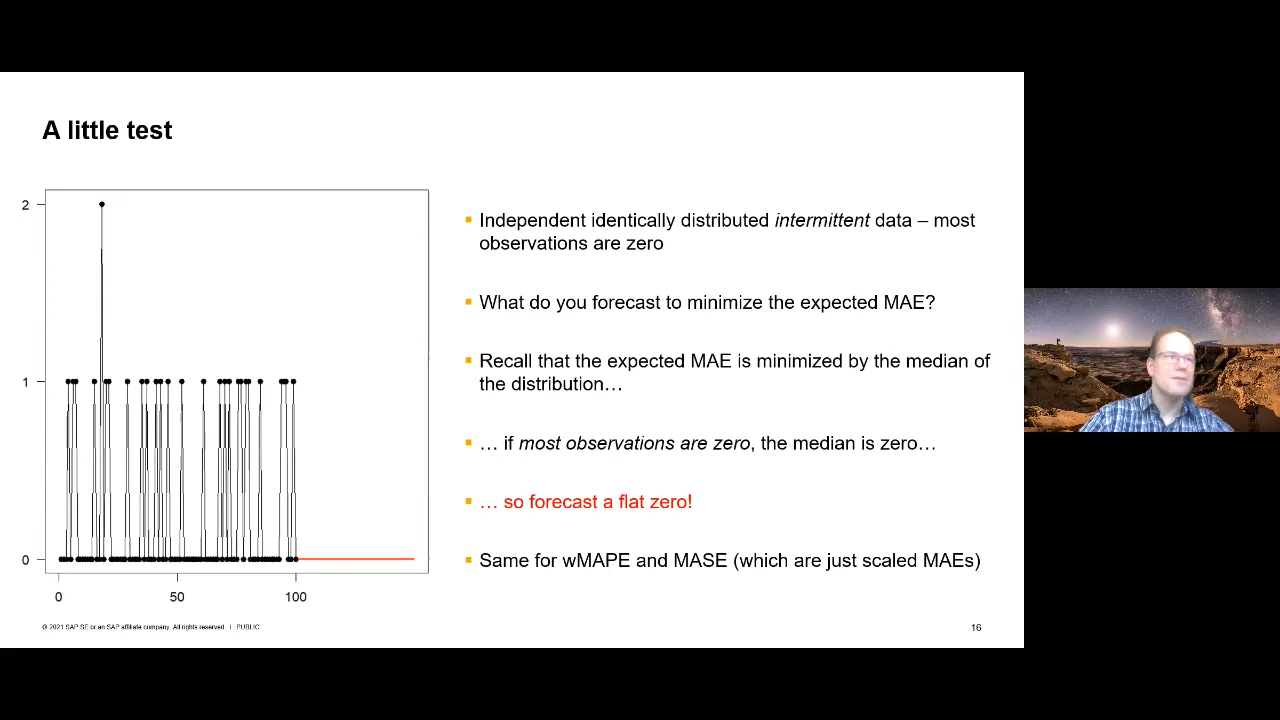 A little test
2
1
0
0 50 100
▪ Independent identically distributed intermittent data – most
observations are zero
▪ What do you forecast to minimize the expected MAE?
▪ Recall that the expected MAE is minimized by the median of
the distribution…
▪ … if most observations are zero, the median is zero…
▪ … so forecast a flat zero!
▪ Same for wMAPE and MASE (which are just scaled MAEs)
© 2021 SAP SE or an SAP affiliate company. All rights reserved. I PUBLIC
16